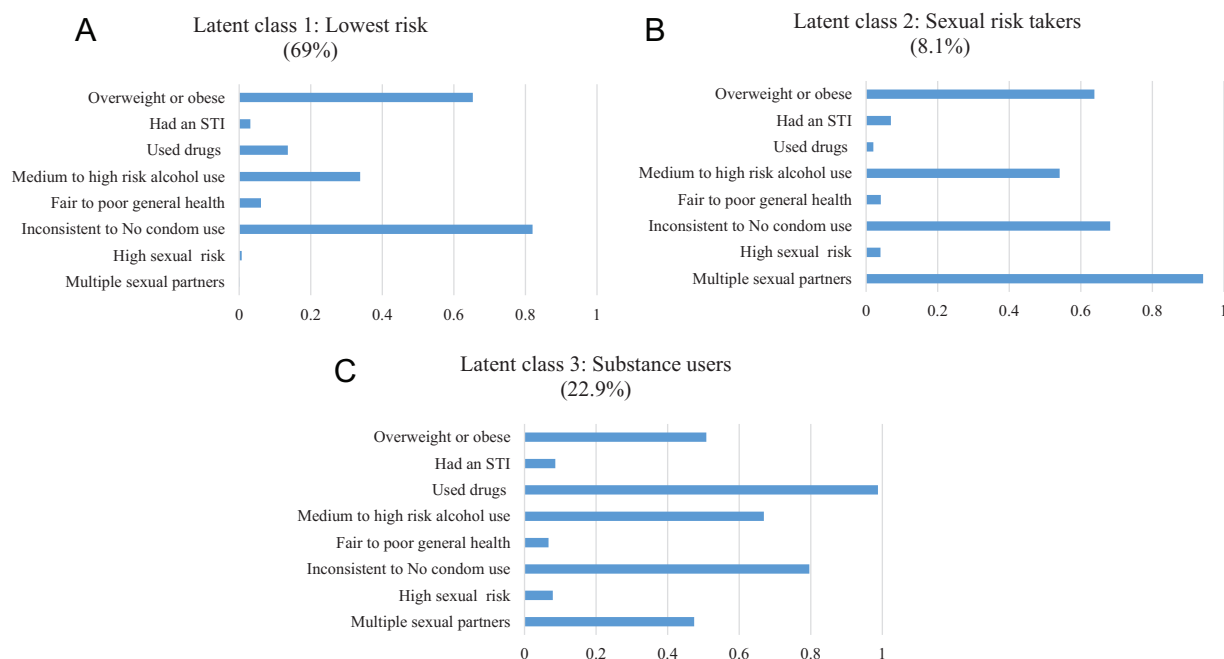 A
Latent class 1: Lowest risk
(69%)
Overweight or obese
Had an STI
Used drugs
Medium to high risk alcohol use
Fair to poor general health
Inconsistent to No condom use
High sexual risk
Multiple sexual partners
0 0.2 0.4 0.6 0.8 1
B
Latent class 2: Sexual risk takers
(8.1%)
Overweight or obese
Had an STI
Used drugs
Medium to high risk alcohol use
Fair to poor general health
Inconsistent to No condom use
High sexual risk
Multiple sexual partners
0 0.2 0.4 0.6 0.8 1
C
Latent class 3: Substance users
(22.9%)
Overweight or obese
Had an STI
Used drugs
Medium to high risk alcohol use
Fair to poor general health
Inconsistent to No condom use
High sexual risk
Multiple sexual partners
0 0.2 0.4 0.6 0.8 1